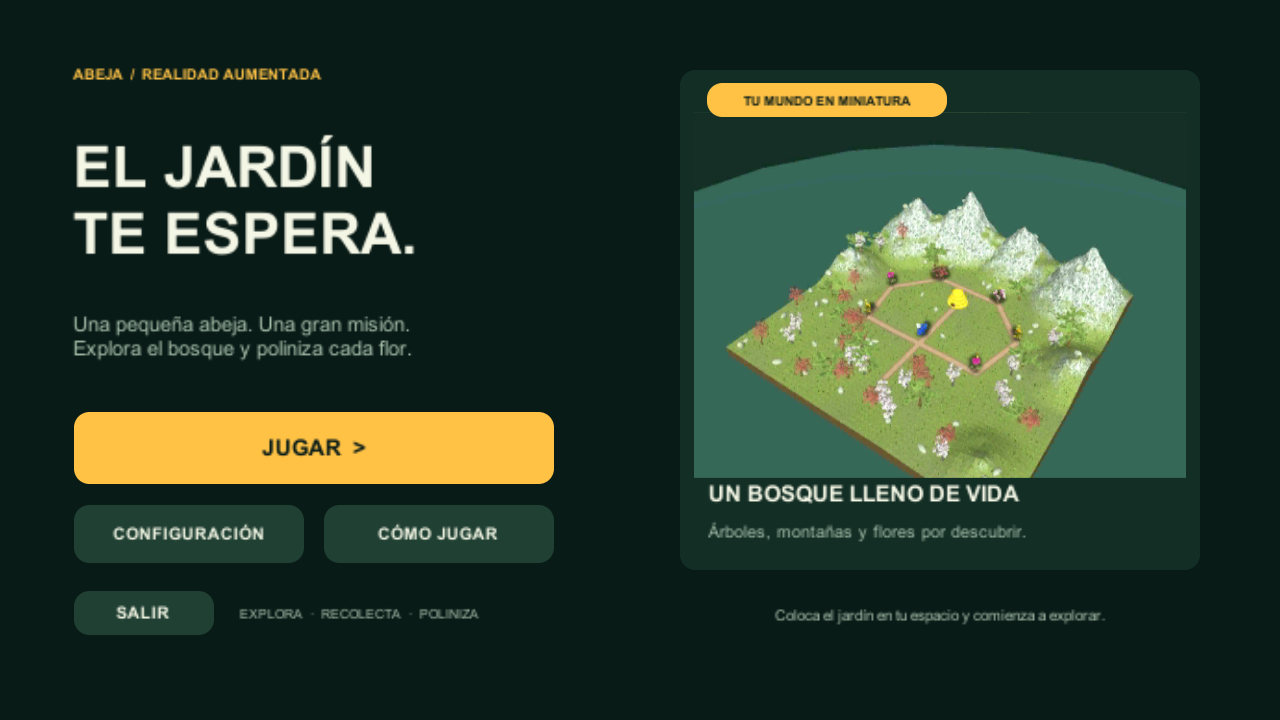 ABEJA / REALIDAD AUMENTADA
EL JARDÍN
TE ESPERA.
Una pequeña abeja. Una gran misión.
Explora el bosque y poliniza cada flor.
JUGAR >
CONFIGURACIÓN
CÓMO JUGAR
SALIR
EXPLORA · RECOLECTA · POLINIZA
TU MUNDO EN MINIATURA
UN BOSQUE LLENO DE VIDA
Árboles, montañas y flores por descubrir.
Coloca el jardín en tu espacio y comienza a explorar.